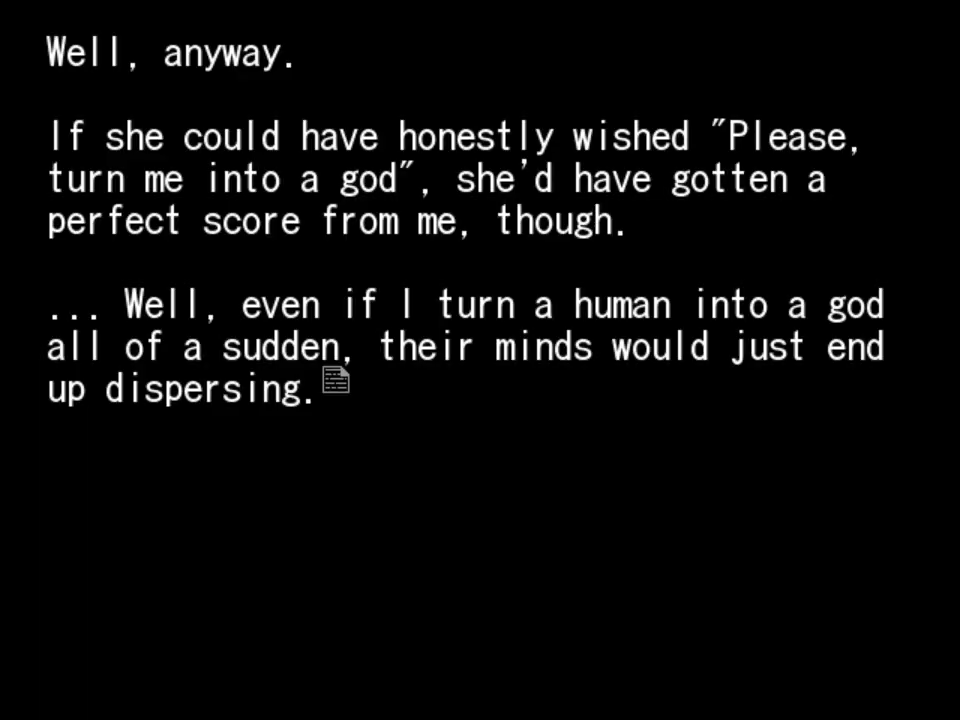 Well, anyway.
If she could have honestly wished "Please,
turn me into a god", she'd have gotten a
perfect score from me, though.
... Well, even if I turn a human into a god
all of a sudden, their minds would just end
up dispersing.